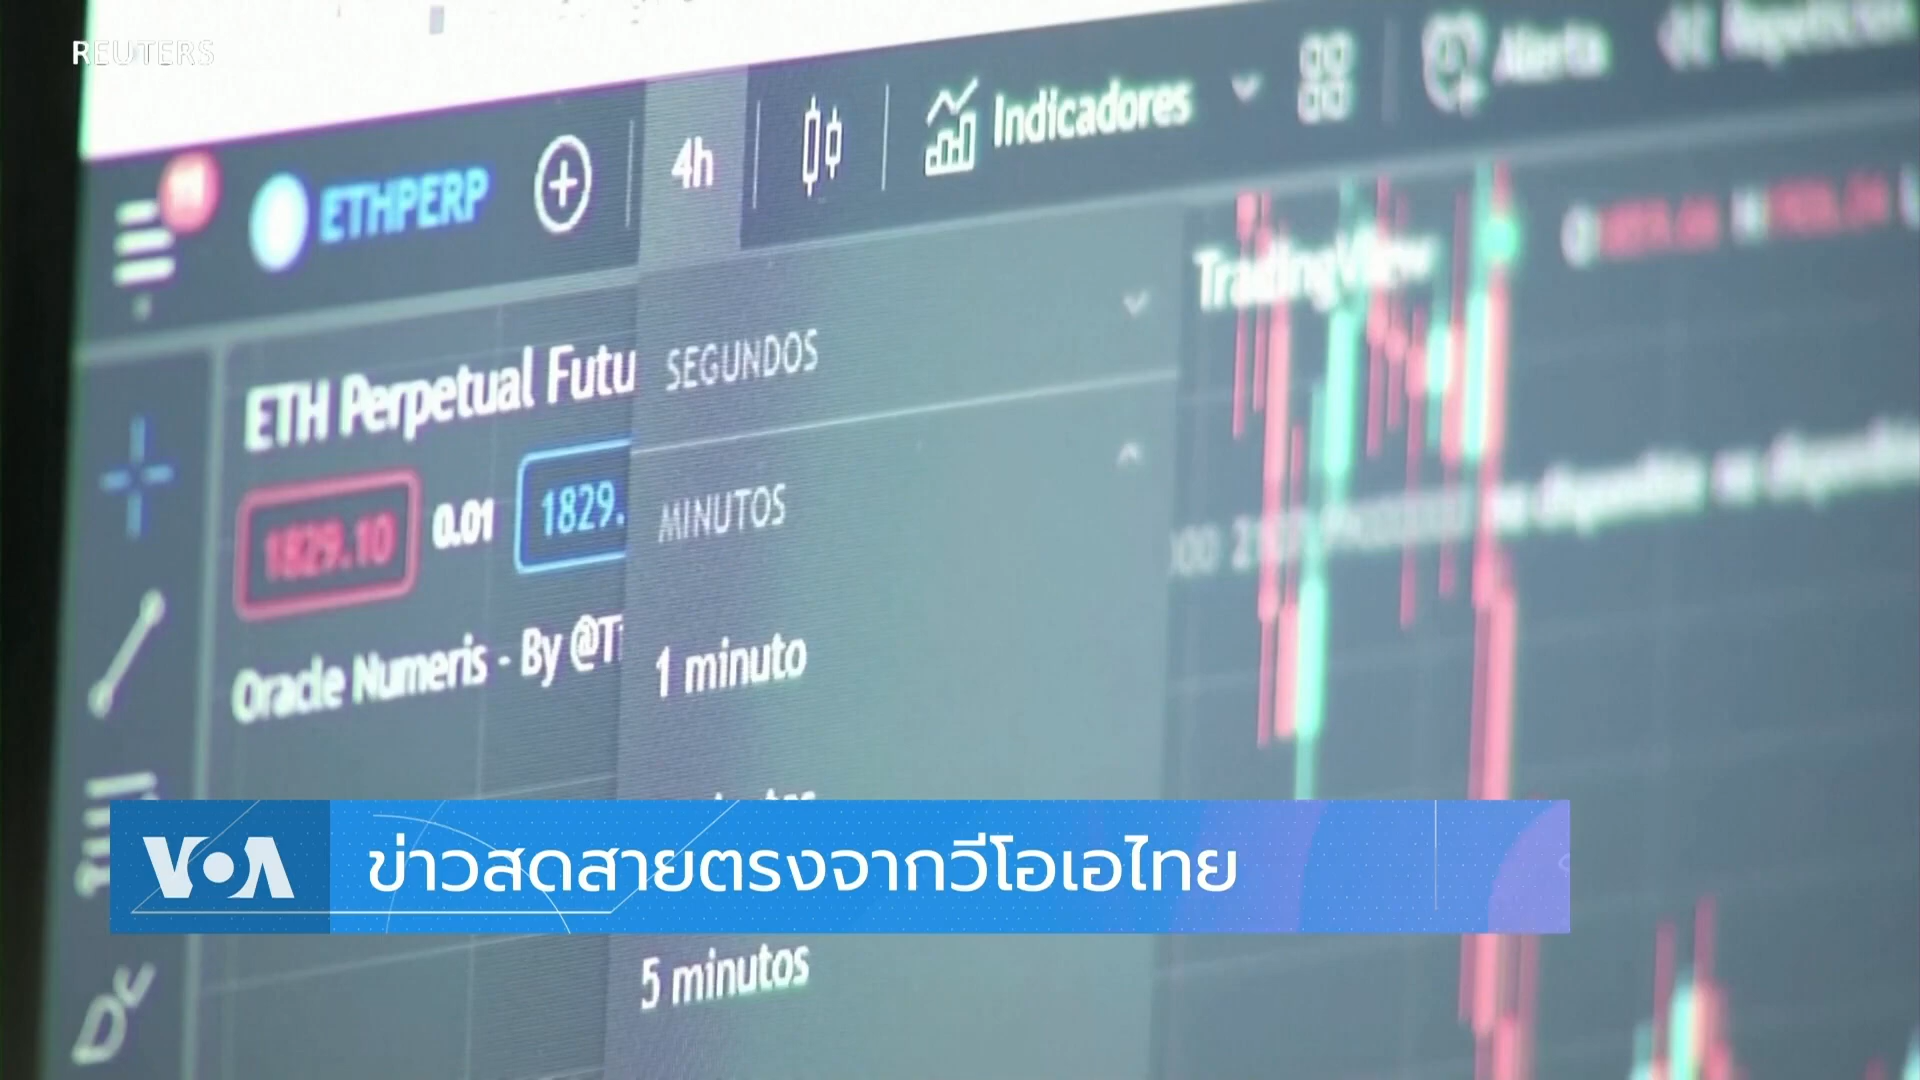 REUTERS
ETHPERP
4h
Indicadores
Alerta
ETH Perpetual Futu
SEGUNDOS
TradingView
1829.10
0.01
1829.
MINUTOS
Oracle Numeris - By @T
1 minuto
VOA
ข่าวสดสายตรงจากวีโอเอไทย
5 minutos